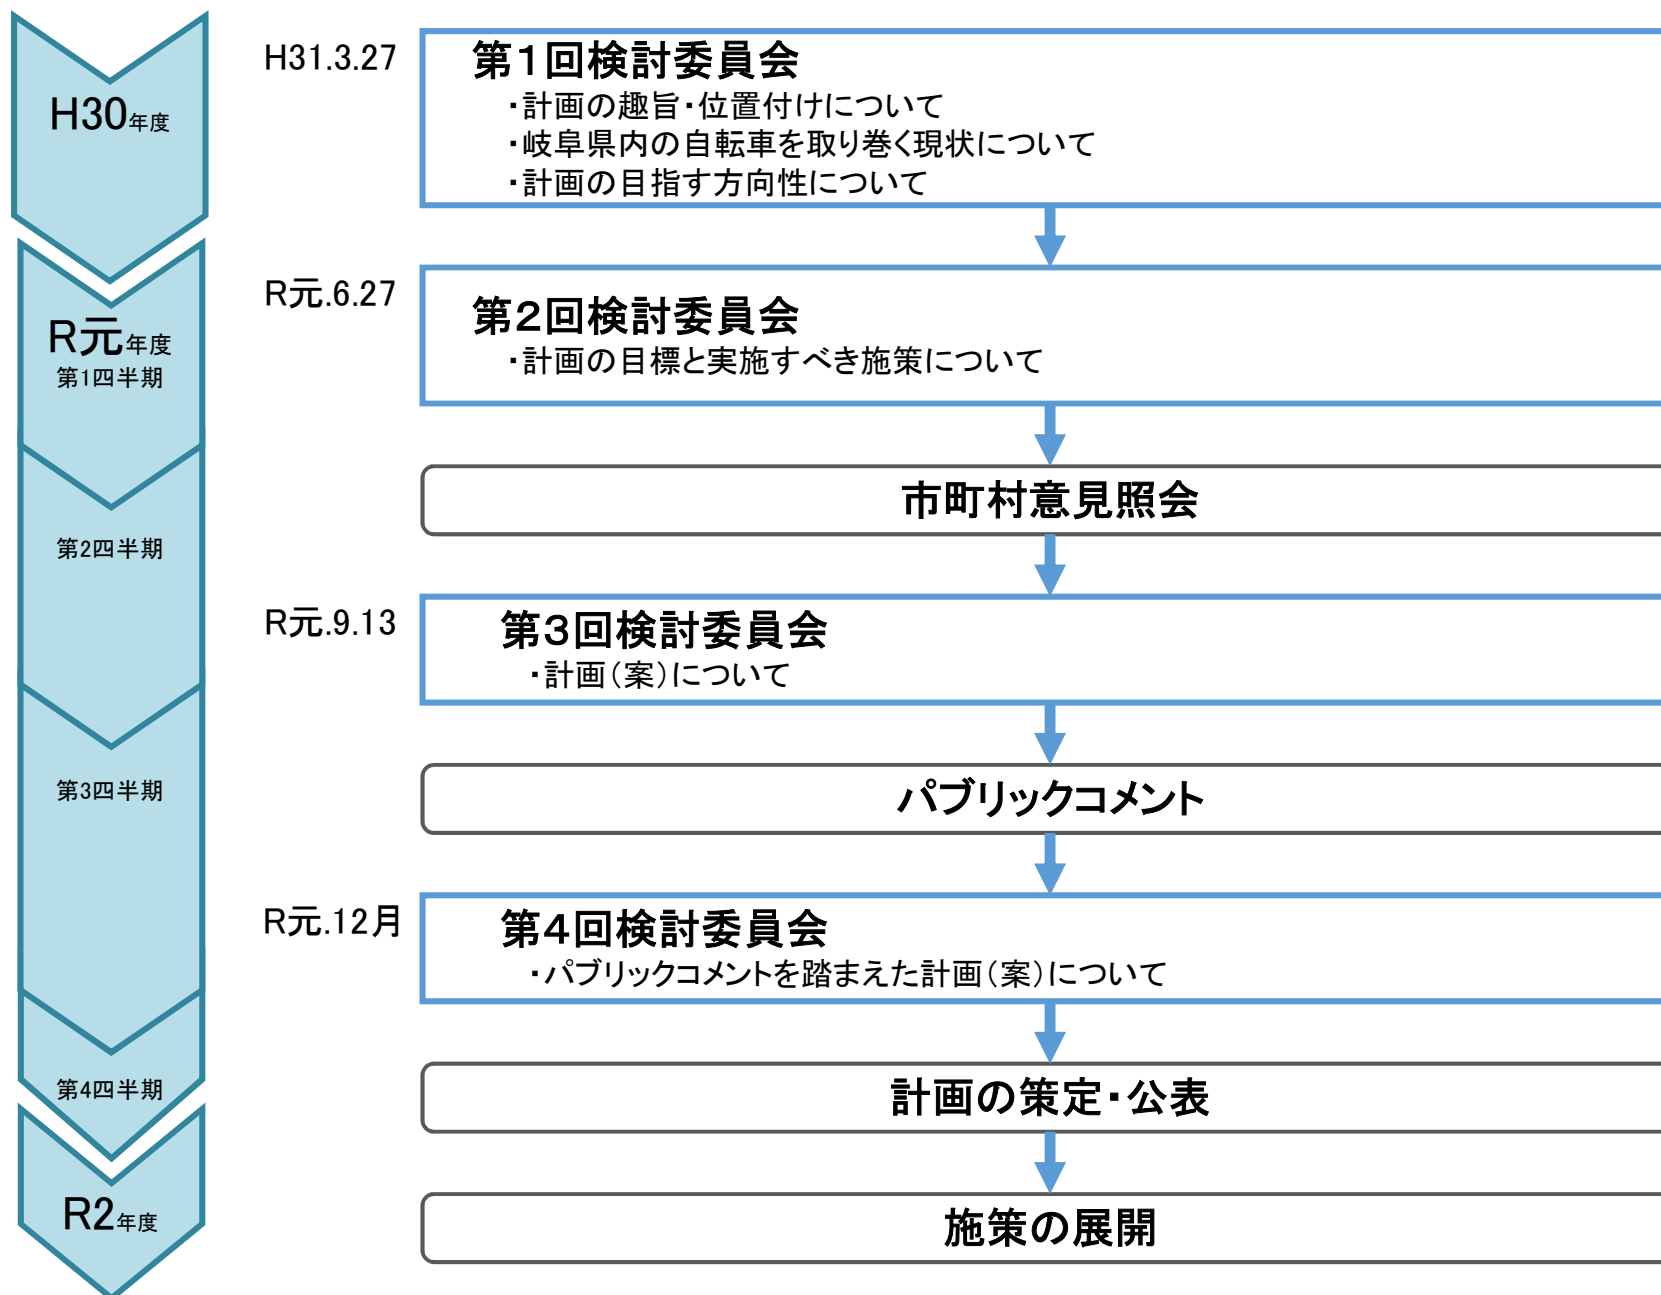 H30年度
H31.3.27
第1回検討委員会
・計画の趣旨・位置付けについて
・岐阜県内の自転車を取り巻く現状について
・計画の目指す方向性について
R元年度
第1四半期
R元.6.27
第2回検討委員会
・計画の目標と実施すべき施策について
市町村意見照会
第2四半期
R元.9.13
第3回検討委員会
・計画(案)について
第3四半期
パブリックコメント
R元.12月
第4回検討委員会
・パブリックコメントを踏まえた計画(案)について
第4四半期
計画の策定・公表
R2年度
施策の展開